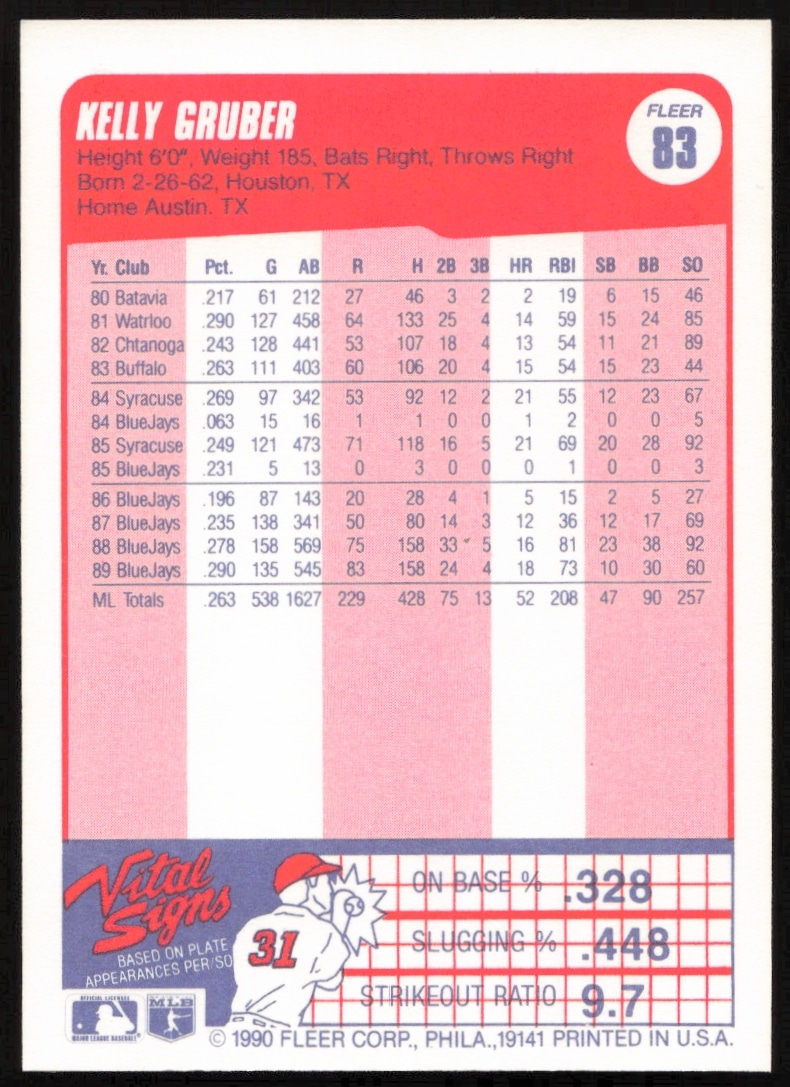 KELLY GRUBER
FLEER
83
Height 6'0", Weight 185, Bats Right, Throws Right
Born 2-26-62, Houston, TX
Home Austin. TX
Yr. Club Pct. G AB R H 2B 3B HR RBI SB BB SO
80 Batavia .217 61 212 27 46 3 2 2 19 6 15 46
81 Watrloo .290 127 458 64 133 25 4 14 59 15 24 85
82 Chtanoga .243 128 441 53 107 18 4 13 54 11 21 89
83 Buffalo .263 111 403 60 106 20 4 15 54 15 23 44
84 Syracuse .269 97 342 53 92 12 2 21 55 12 23 67
84 BlueJays .063 15 16 1 1 0 0 1 2 0 0 5
85 Syracuse .249 121 473 71 118 16 5 21 69 20 28 92
85 BlueJays .231 5 13 0 3 0 0 0 1 0 0 3
86 BlueJays .196 87 143 20 28 4 1 5 15 2 5 27
87 BlueJays .235 138 341 50 80 14 3 12 36 12 17 69
88 BlueJays .278 158 569 75 158 33 5 16 81 23 38 92
89 BlueJays .290 135 545 83 158 24 4 18 73 10 30 60
ML Totals .263 538 1627 229 428 75 13 52 208 47 90 257
Vital
Signs
BASED ON PLATE
APPEARANCES PER/SO
31
ON BASE % .328
SLUGGING % .448
STRIKEOUT RATIO 9.7
OFFICIAL LICENSEE
MAJOR LEAGUE BASEBALL
MLB
© 1990 FLEER CORP., PHILA.,19141 PRINTED IN U.S.A.